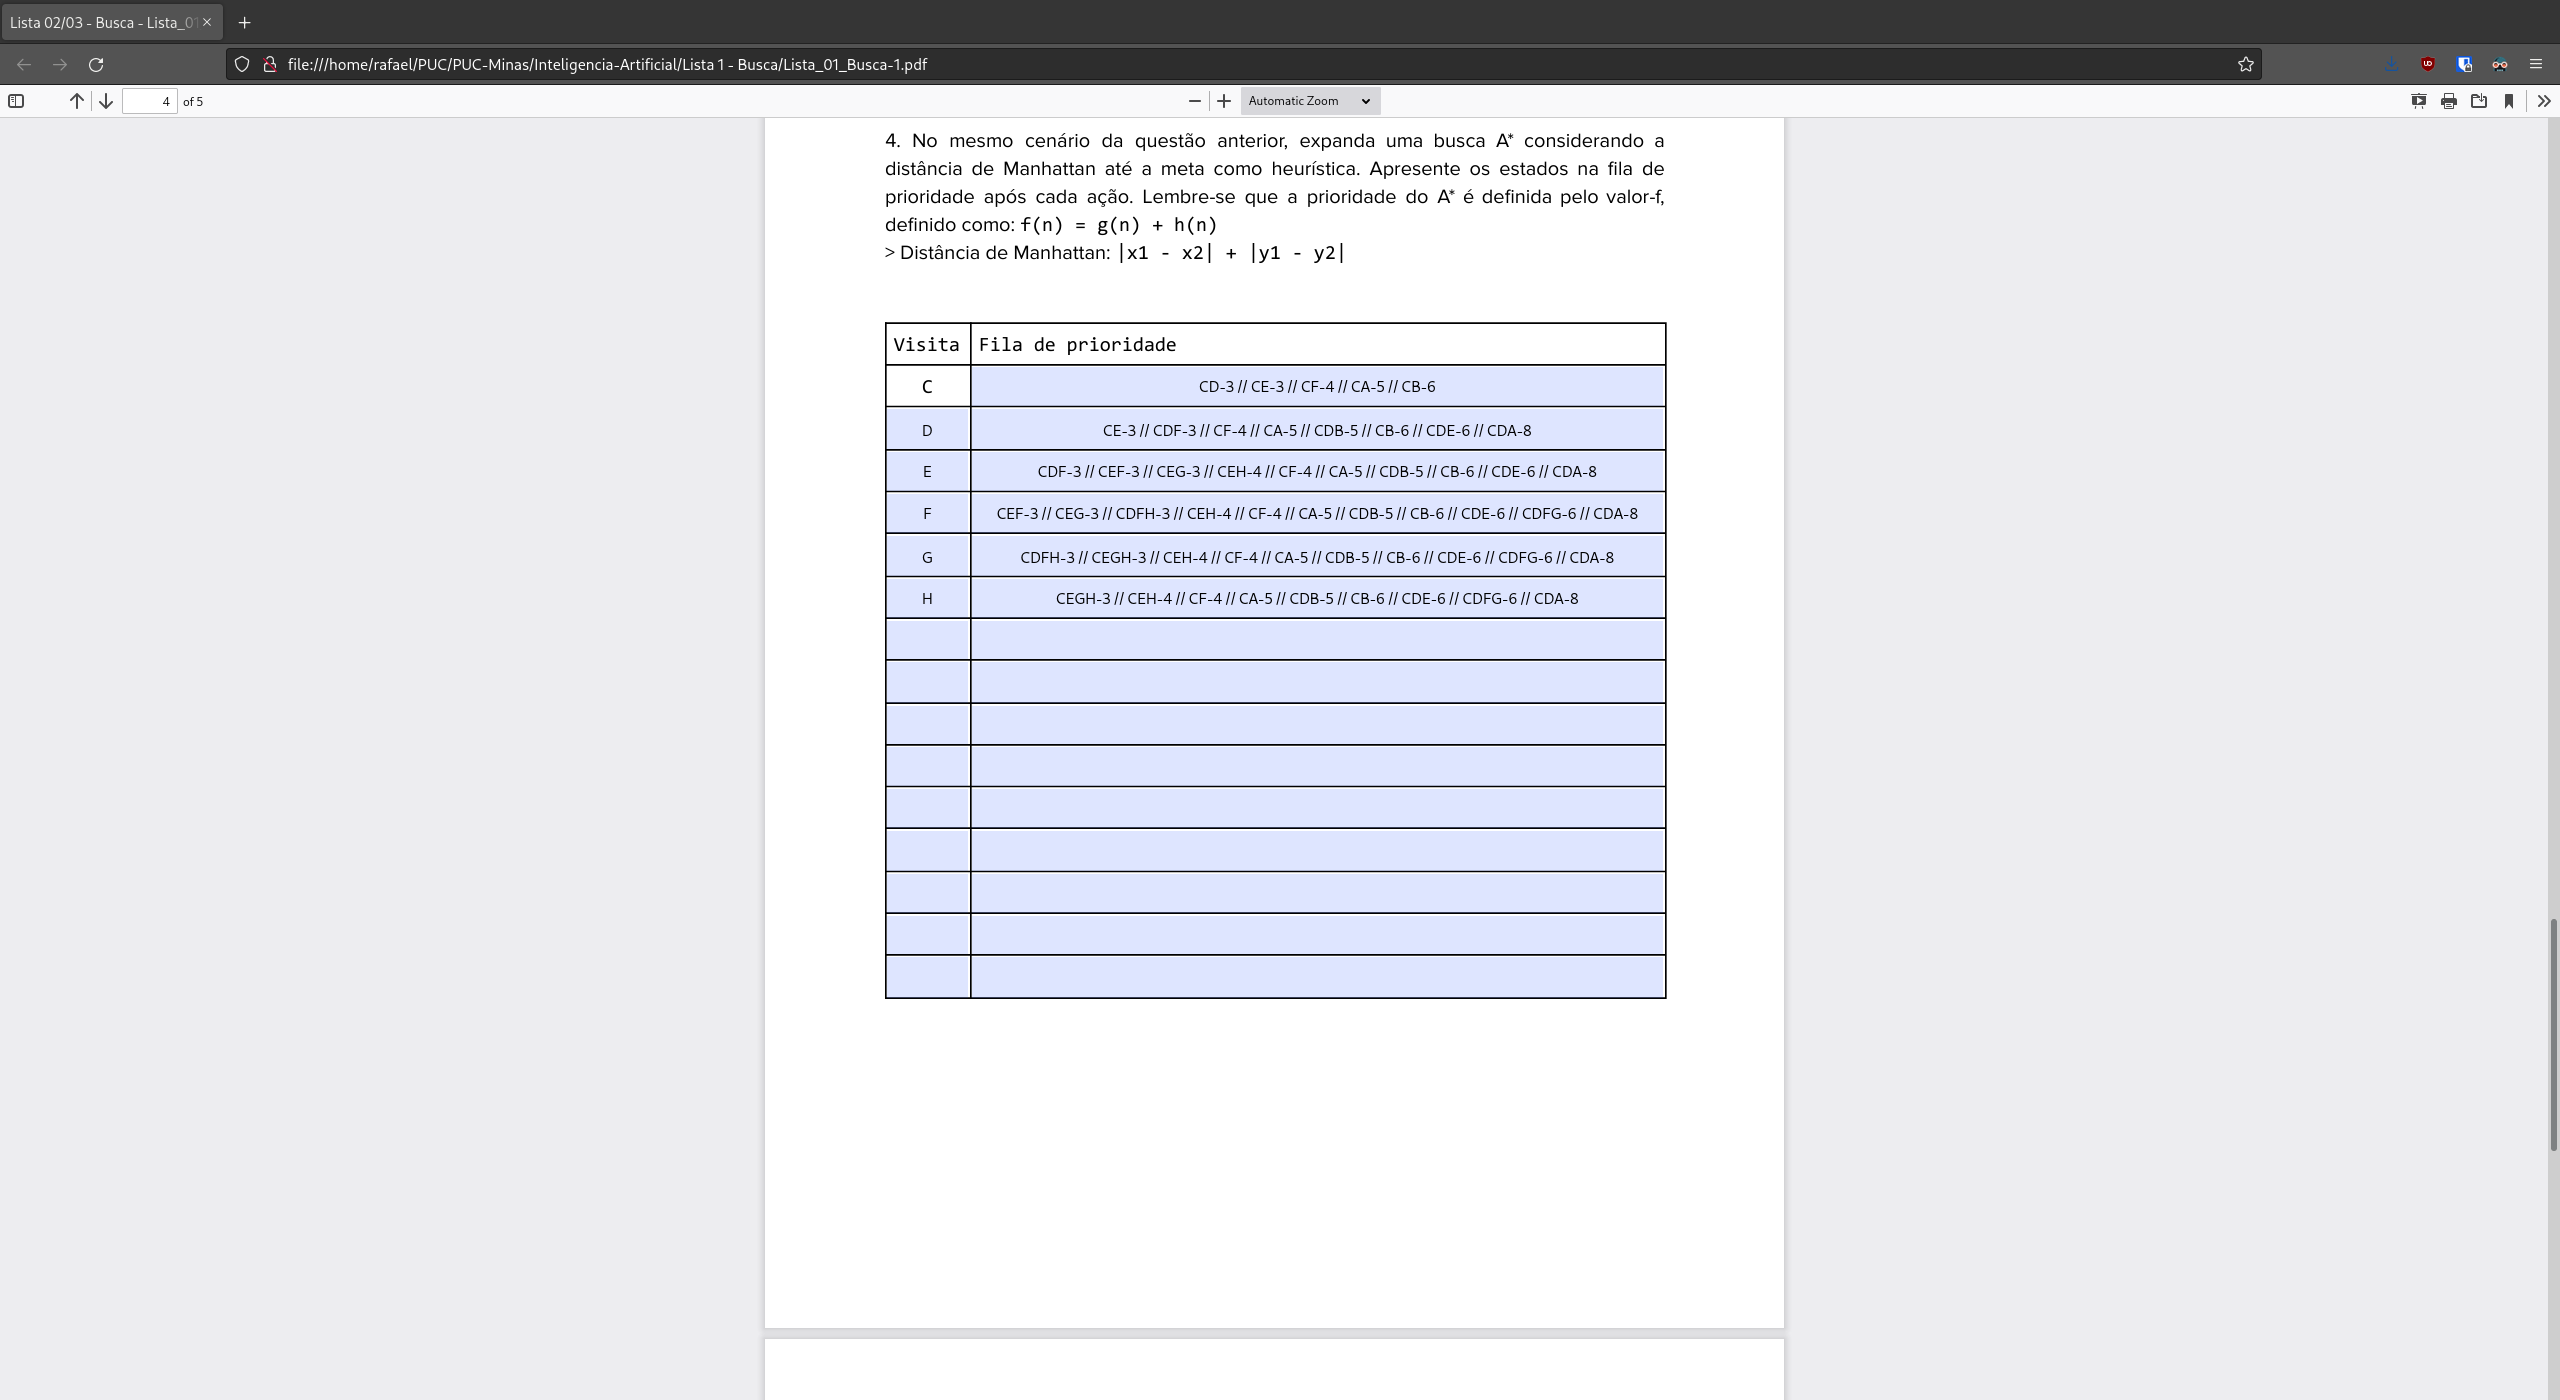 Lista 02/03 - Busca - Lista_01
file:///home/rafael/PUC/PUC-Minas/Inteligencia-Artificial/Lista 1 - Busca/Lista_01_Busca-1.pdf
4 of 5
Automatic Zoom
4. No mesmo cenário da questão anterior, expanda uma busca A* considerando a
distância de Manhattan até a meta como heurística. Apresente os estados na fila de
prioridade após cada ação. Lembre-se que a prioridade do A* é definida pelo valor-f,
definido como: f(n) = g(n) + h(n)
> Distância de Manhattan: |x1 - x2| + |y1 - y2|
Visita Fila de prioridade
C CD-3 // CE-3 // CF-4 // CA-5 // CB-6
D CE-3 // CDF-3 // CF-4 // CA-5 // CDB-5 // CB-6 // CDE-6 // CDA-8
E CDF-3 // CEF-3 // CEG-3 // CEH-4 // CF-4 // CA-5 // CDB-5 // CB-6 // CDE-6 // CDA-8
F CEF-3 // CEG-3 // CDFH-3 // CEH-4 // CF-4 // CA-5 // CDB-5 // CB-6 // CDE-6 // CDFG-6 // CDA-8
G CDFH-3 // CEGH-3 // CEH-4 // CF-4 // CA-5 // CDB-5 // CB-6 // CDE-6 // CDFG-6 // CDA-8
H CEGH-3 // CEH-4 // CF-4 // CA-5 // CDB-5 // CB-6 // CDE-6 // CDFG-6 // CDA-8